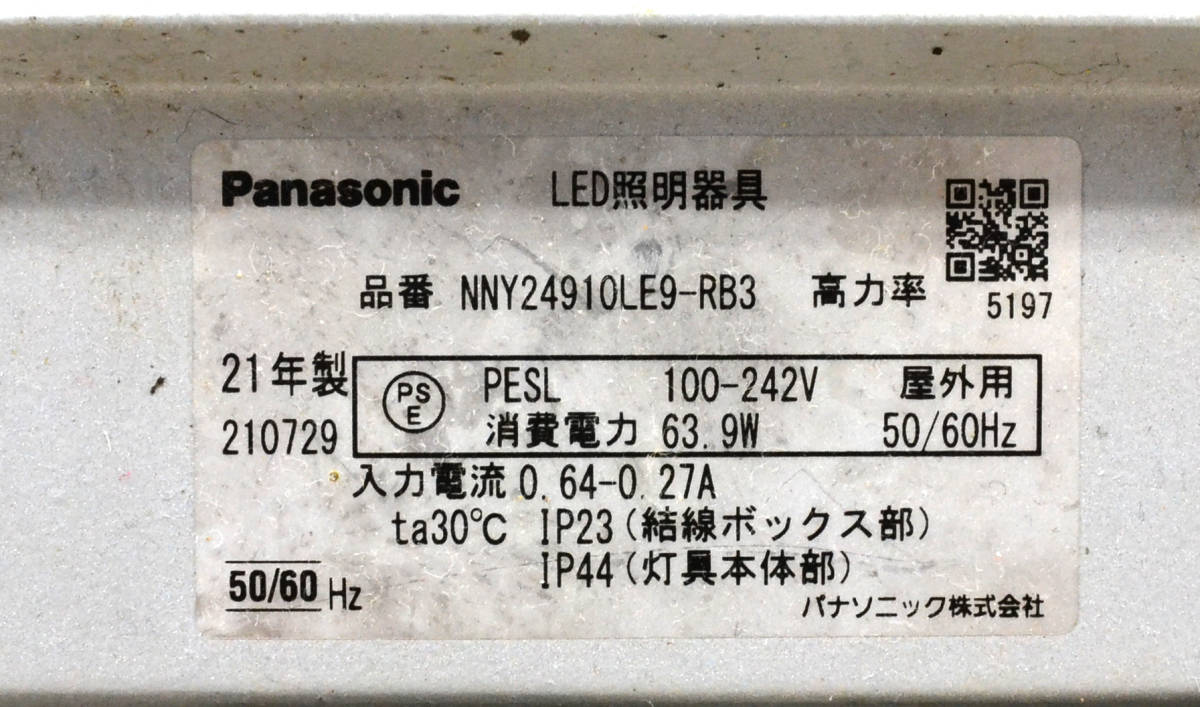 Panasonic LED照明器具
品番 NNY24910LE9-RB3 高力率
5197
21年製
210729
PS
E
PESL 100-242V 屋外用
消費電力 63.9W 50/60Hz
入力電流 0.64-0.27A
ta30℃ IP23(結線ボックス部)
IP44(灯具本体部)
50/60 Hz
パナソニック株式会社